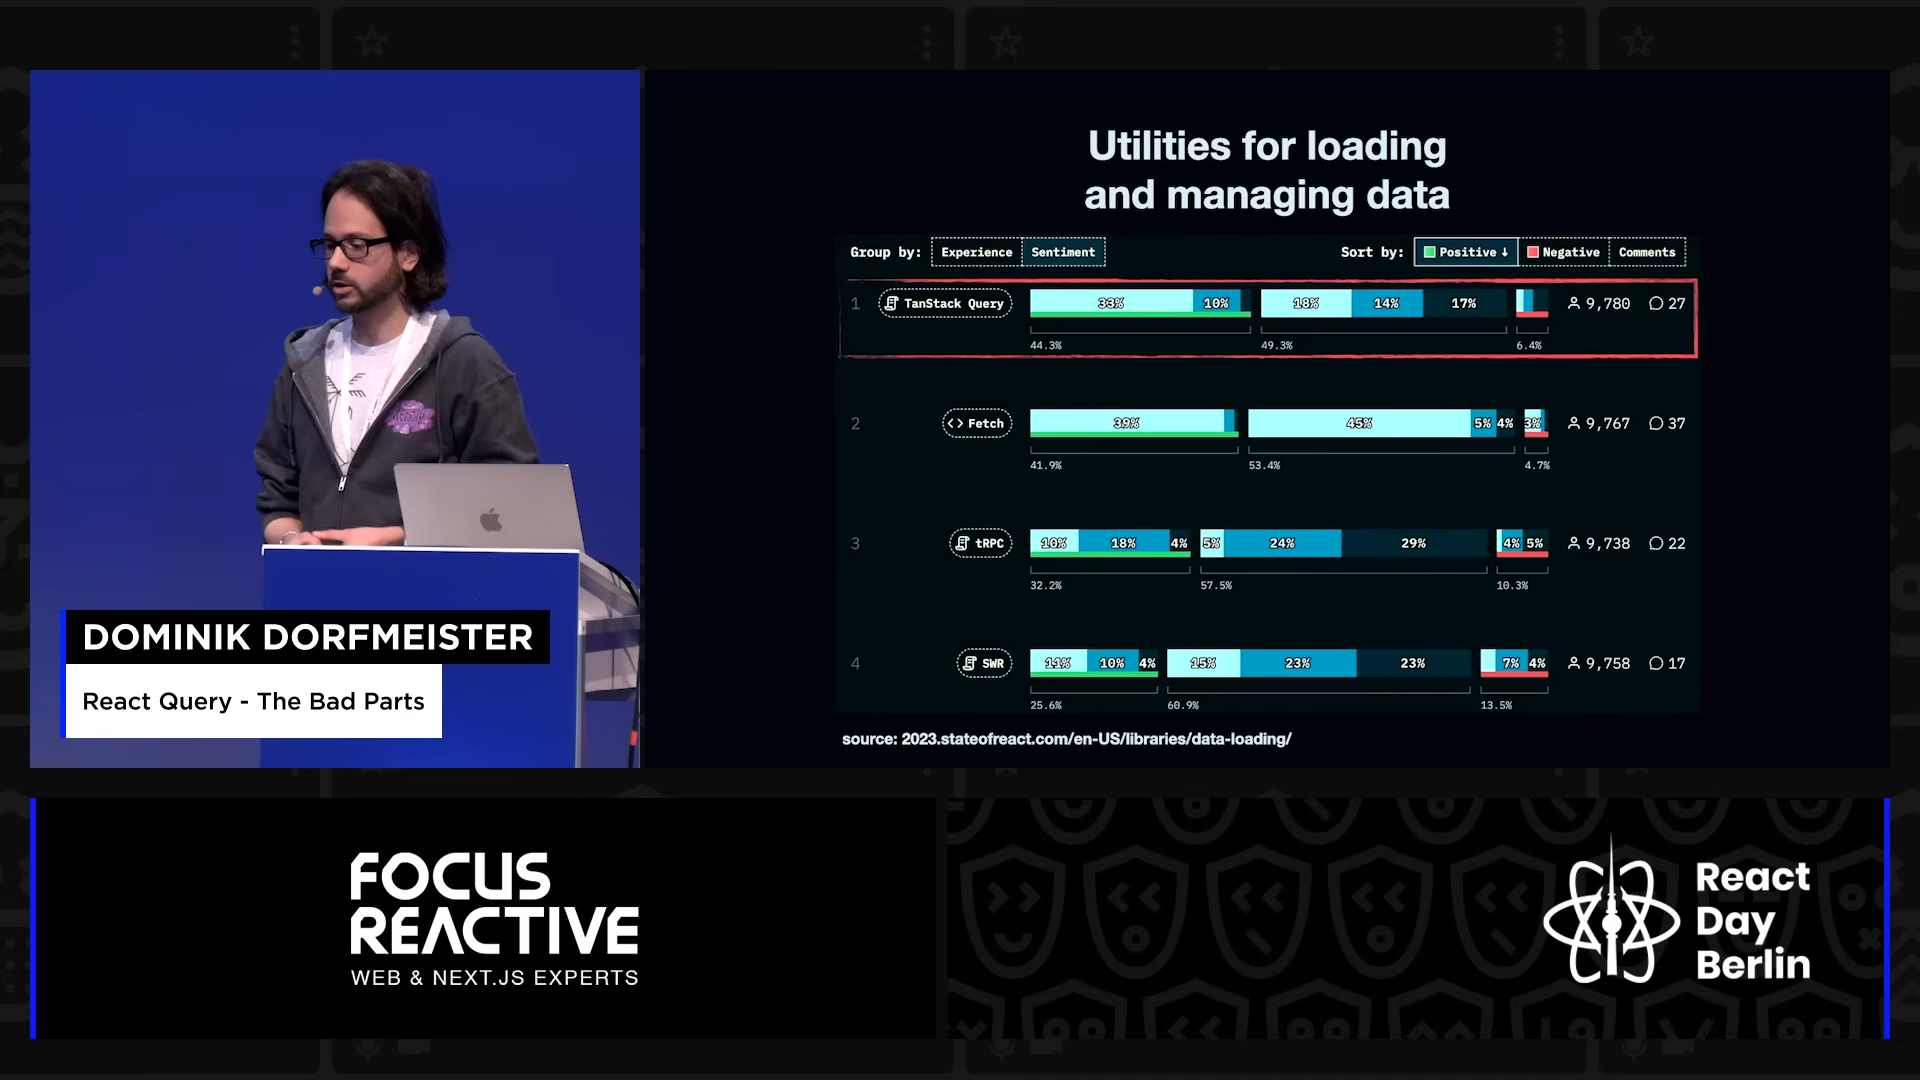 Utilities for loading
and managing data
Group by: Experience Sentiment Sort by: Positive ↓ Negative Comments
1 TanStack Query 33% 10% 18% 14% 17% 9,780 27
44.3% 49.3% 6.4%
2 <> Fetch 39% 45% 5% 4% 3% 9,767 37
41.9% 53.4% 4.7%
3 tRPC 10% 18% 4% 5% 24% 29% 4% 5% 9,738 22
32.2% 57.5% 10.3%
4 SWR 11% 10% 4% 15% 23% 23% 7% 4% 9,758 17
25.6% 60.9% 13.5%
source: 2023.stateofreact.com/en-US/libraries/data-loading/
DOMINIK DORFMEISTER
React Query - The Bad Parts
FOCUS
REACTIVE
WEB & NEXT.JS EXPERTS
React
Day
Berlin